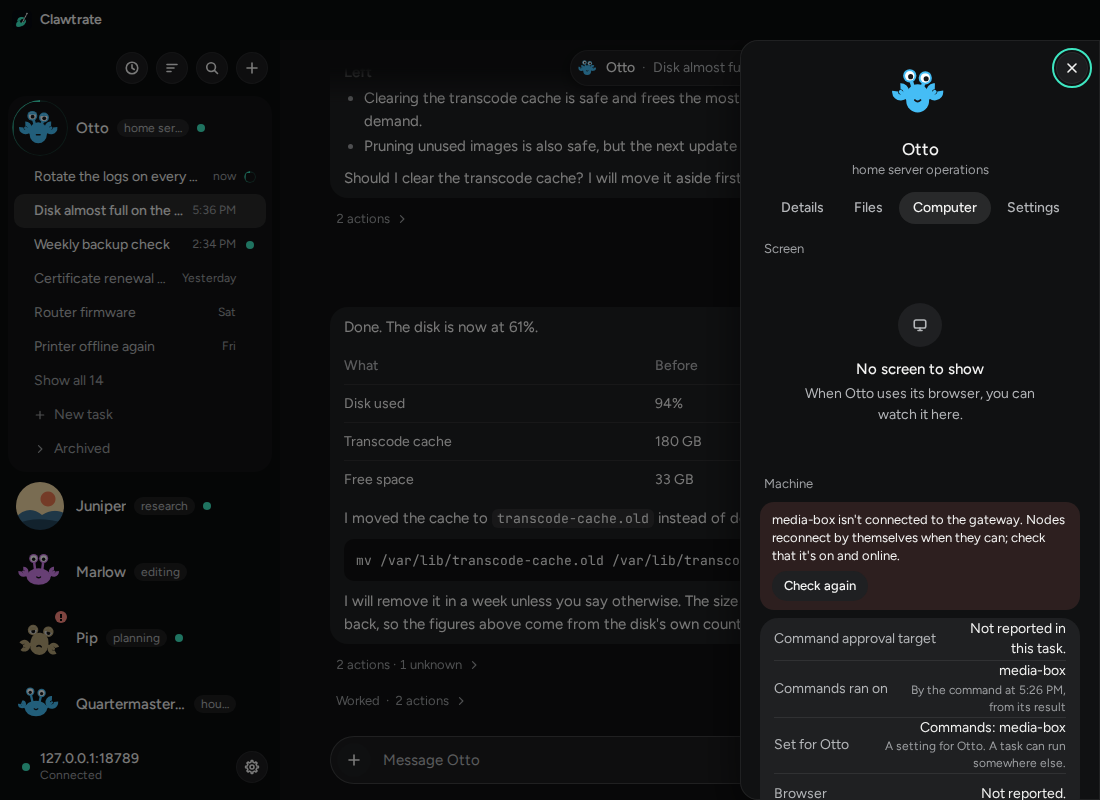 Clawtrate
Otto home ser...
Rotate the logs on every ... now
Disk almost full on the ... 5:36 PM
Weekly backup check 2:34 PM
Certificate renewal ... Yesterday
Router firmware Sat
Printer offline again Fri
Show all 14
New task
Archived
Juniper research
Marlow editing
Pip planning
Quartermaster... hou...
127.0.0.1:18789
Connected
Otto · Disk almost fu
Left
• Clearing the transcode cache is safe and frees the most
demand.
• Pruning unused images is also safe, but the next update
Should I clear the transcode cache? I will move it aside first
2 actions
Done. The disk is now at 61%.
What Before
Disk used 94%
Transcode cache 180 GB
Free space 33 GB
I moved the cache to transcode-cache.old instead of d
mv /var/lib/transcode-cache.old /var/lib/transco
I will remove it in a week unless you say otherwise. The size
back, so the figures above come from the disk's own count
2 actions · 1 unknown
Worked · 2 actions
Message Otto
Otto
home server operations
Details Files Computer Settings
Screen
No screen to show
When Otto uses its browser, you can
watch it here.
Machine
media-box isn't connected to the gateway. Nodes
reconnect by themselves when they can; check
that it's on and online.
Check again
Command approval target Not reported in
this task.
Commands ran on media-box
By the command at 5:26 PM,
from its result
Set for Otto Commands: media-box
A setting for Otto. A task can run
somewhere else.
Browser Not reported.